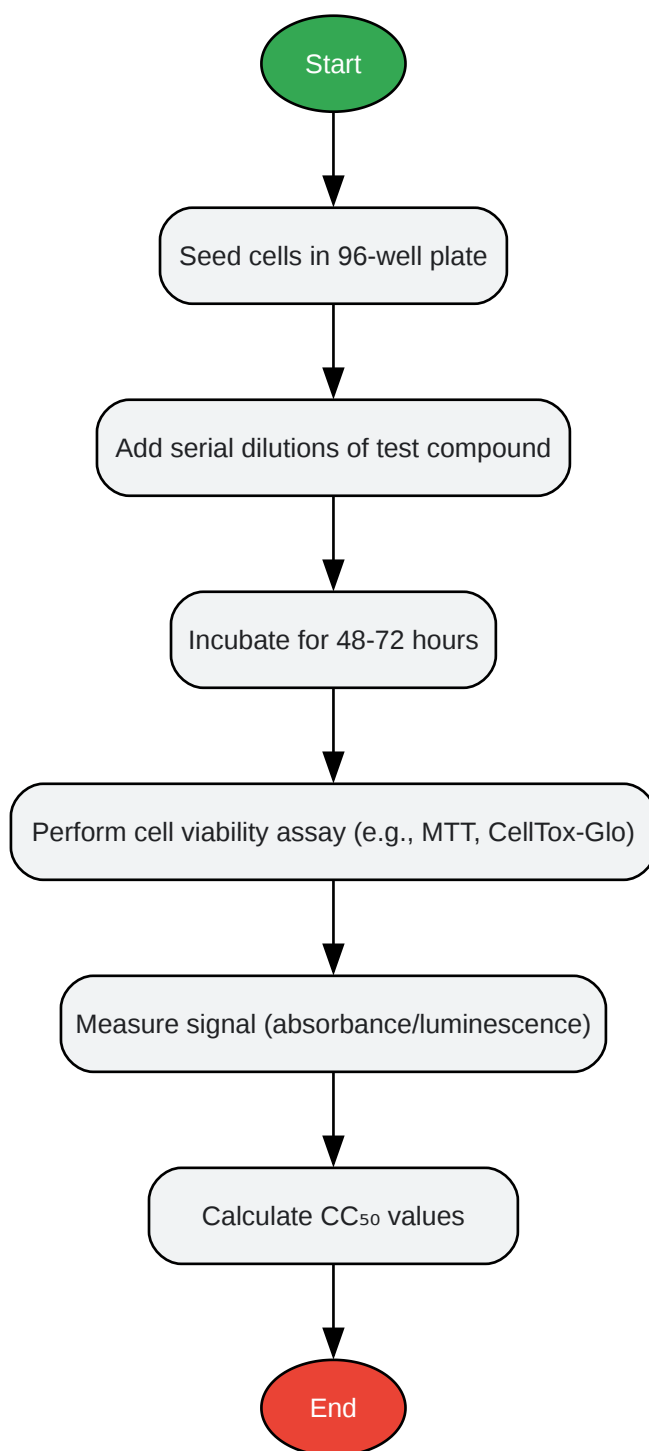 Start
Seed cells in 96-well plate
Add serial dilutions of test compound
Incubate for 48-72 hours
Perform cell viability assay (e.g., MTT, CellTox-Glo)
Measure signal (absorbance/luminescence)
Calculate CC₅₀ values
End